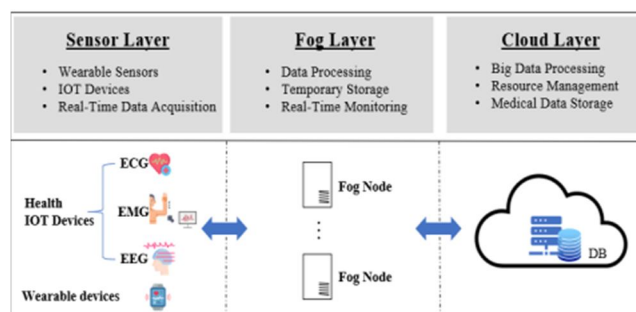 Sensor Layer
• Wearable Sensors
• IOT Devices
• Real-Time Data Acquisition
Fog Layer
• Data Processing
• Temporary Storage
• Real-Time Monitoring
Cloud Layer
• Big Data Processing
• Resource Management
• Medical Data Storage
Health
IOT Devices
ECG
EMG
EEG
Wearable devices
Fog Node
Fog Node
DB